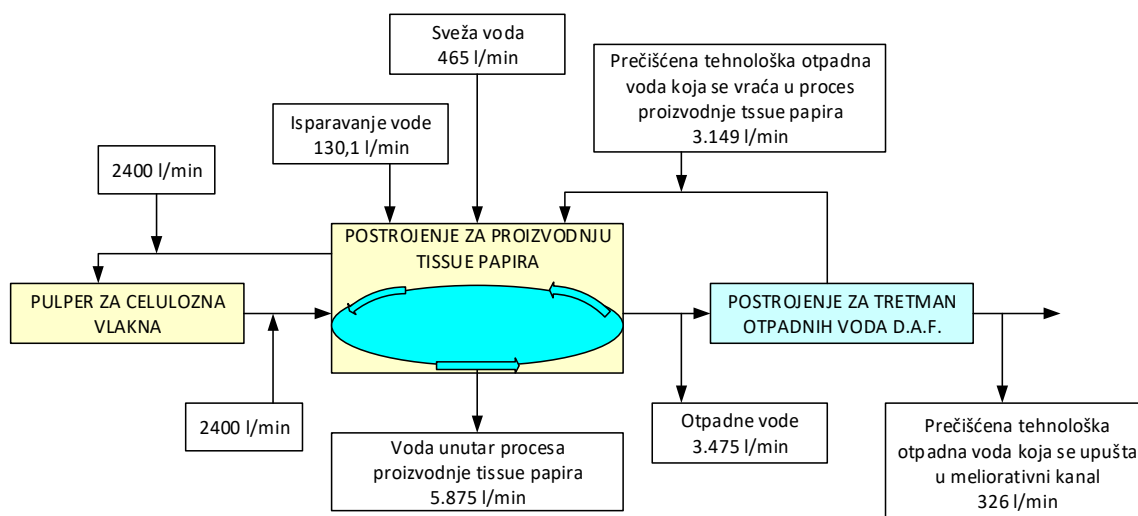 Sveža voda
465 l/min
Prečišćena tehnološka otpadna
voda koja se vraća u proces
proizvodnje tssue papira
3.149 l/min
Isparavanje vode
130,1 l/min
2400 l/min
POSTROJENJE ZA PROIZVODNJU
TISSUE PAPIRA
PULPER ZA CELULOZNA
VLAKNA
POSTROJENJE ZA TRETMAN
OTPADNIH VODA D.A.F.
2400 l/min
Voda unutar procesa
proizvodnje tissue papira
5.875 l/min
Otpadne vode
3.475 l/min
Prečišćena tehnološka
otpadna voda koja se upušta
u meliorativni kanal
326 l/min